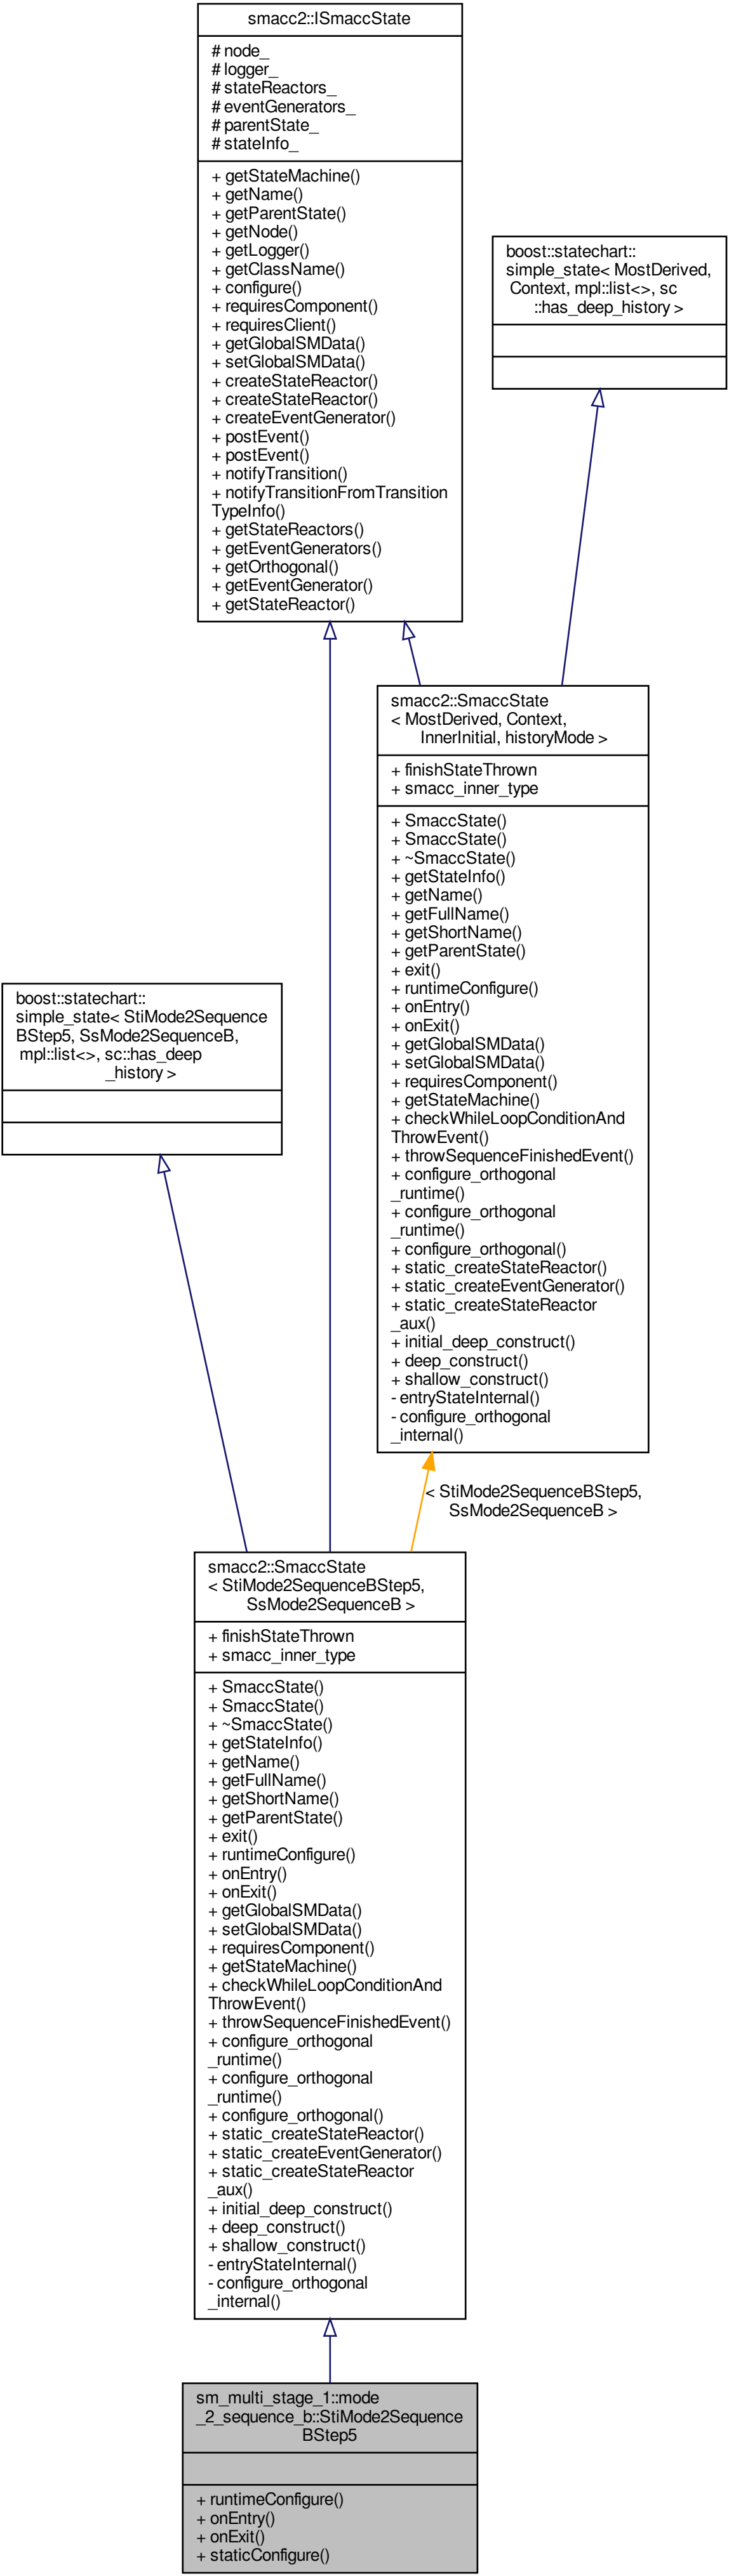 smacc2::ISmaccState
# node_
# logger_
# stateReactors_
# eventGenerators_
# parentState_
# stateInfo_
+ getStateMachine()
+ getName()
+ getParentState()
+ getNode()
+ getLogger()
+ getClassName()
+ configure()
+ requiresComponent()
+ requiresClient()
+ getGlobalSMData()
+ setGlobalSMData()
+ createStateReactor()
+ createStateReactor()
+ createEventGenerator()
+ postEvent()
+ postEvent()
+ notifyTransition()
+ notifyTransitionFromTransition
TypeInfo()
+ getStateReactors()
+ getEventGenerators()
+ getOrthogonal()
+ getEventGenerator()
+ getStateReactor()
boost::statechart::
simple_state< MostDerived,
Context, mpl::list<>, sc
::has_deep_history >
smacc2::SmaccState
< MostDerived, Context,
InnerInitial, historyMode >
+ finishStateThrown
+ smacc_inner_type
+ SmaccState()
+ SmaccState()
+ ~SmaccState()
+ getStateInfo()
+ getName()
+ getFullName()
+ getShortName()
+ getParentState()
+ exit()
+ runtimeConfigure()
+ onEntry()
+ onExit()
+ getGlobalSMData()
+ setGlobalSMData()
+ requiresComponent()
+ getStateMachine()
+ checkWhileLoopConditionAnd
ThrowEvent()
+ throwSequenceFinishedEvent()
+ configure_orthogonal
_runtime()
+ configure_orthogonal
_runtime()
+ configure_orthogonal()
+ static_createStateReactor()
+ static_createEventGenerator()
+ static_createStateReactor
_aux()
+ initial_deep_construct()
+ deep_construct()
+ shallow_construct()
- entryStateInternal()
- configure_orthogonal
_internal()
boost::statechart::
simple_state< StiMode2Sequence
BStep5, SsMode2SequenceB,
mpl::list<>, sc::has_deep
_history >
< StiMode2SequenceBStep5,
SsMode2SequenceB >
smacc2::SmaccState
< StiMode2SequenceBStep5,
SsMode2SequenceB >
+ finishStateThrown
+ smacc_inner_type
+ SmaccState()
+ SmaccState()
+ ~SmaccState()
+ getStateInfo()
+ getName()
+ getFullName()
+ getShortName()
+ getParentState()
+ exit()
+ runtimeConfigure()
+ onEntry()
+ onExit()
+ getGlobalSMData()
+ setGlobalSMData()
+ requiresComponent()
+ getStateMachine()
+ checkWhileLoopConditionAnd
ThrowEvent()
+ throwSequenceFinishedEvent()
+ configure_orthogonal
_runtime()
+ configure_orthogonal
_runtime()
+ configure_orthogonal()
+ static_createStateReactor()
+ static_createEventGenerator()
+ static_createStateReactor
_aux()
+ initial_deep_construct()
+ deep_construct()
+ shallow_construct()
- entryStateInternal()
- configure_orthogonal
_internal()
sm_multi_stage_1::mode
_2_sequence_b::StiMode2Sequence
BStep5
+ runtimeConfigure()
+ onEntry()
+ onExit()
+ staticConfigure()